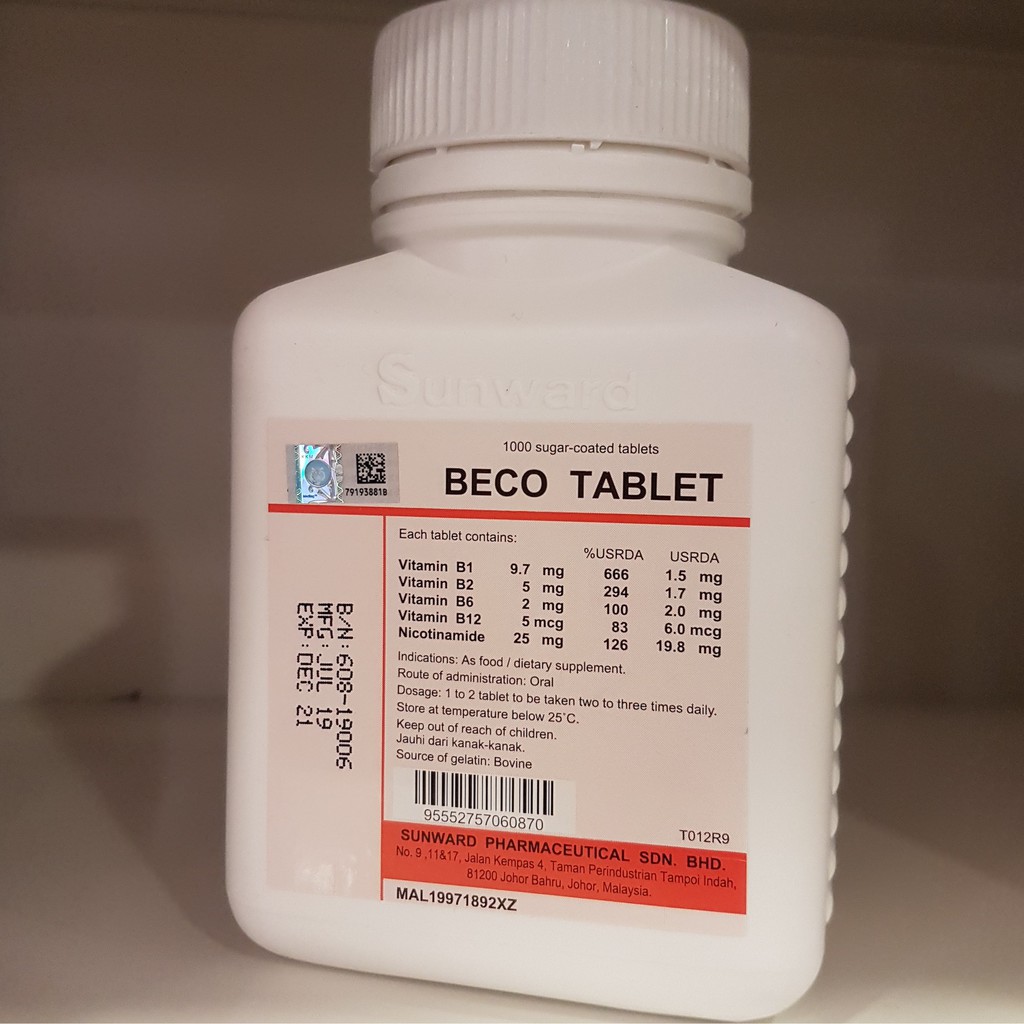 Sunward
1000 sugar-coated tablets
BECO TABLET
791938818
Each tablet contains:
%USRDA USRDA
Vitamin B1 9.7 mg 666 1.5 mg
Vitamin B2 5 mg 294 1.7 mg
Vitamin B6 2 mg 100 2.0 mg
Vitamin B12 5 mcg 83 6.0 mcg
Nicotinamide 25 mg 126 19.8 mg
Indications: As food / dietary supplement.
Route of administration: Oral
Dosage: 1 to 2 tablet to be taken two to three times daily.
Store at temperature below 25˚C.
Keep out of reach of children.
Jauhi dari kanak-kanak.
Source of gelatin: Bovine
B/N: 608-19006
MFG: JUL 19
EXP: DEC 21
95552757060870
T012R9
SUNWARD PHARMACEUTICAL SDN. BHD.
No. 9 ,11&17, Jalan Kempas 4, Taman Perindustrian Tampoi Indah,
81200 Johor Bahru, Johor, Malaysia.
MAL19971892XZ